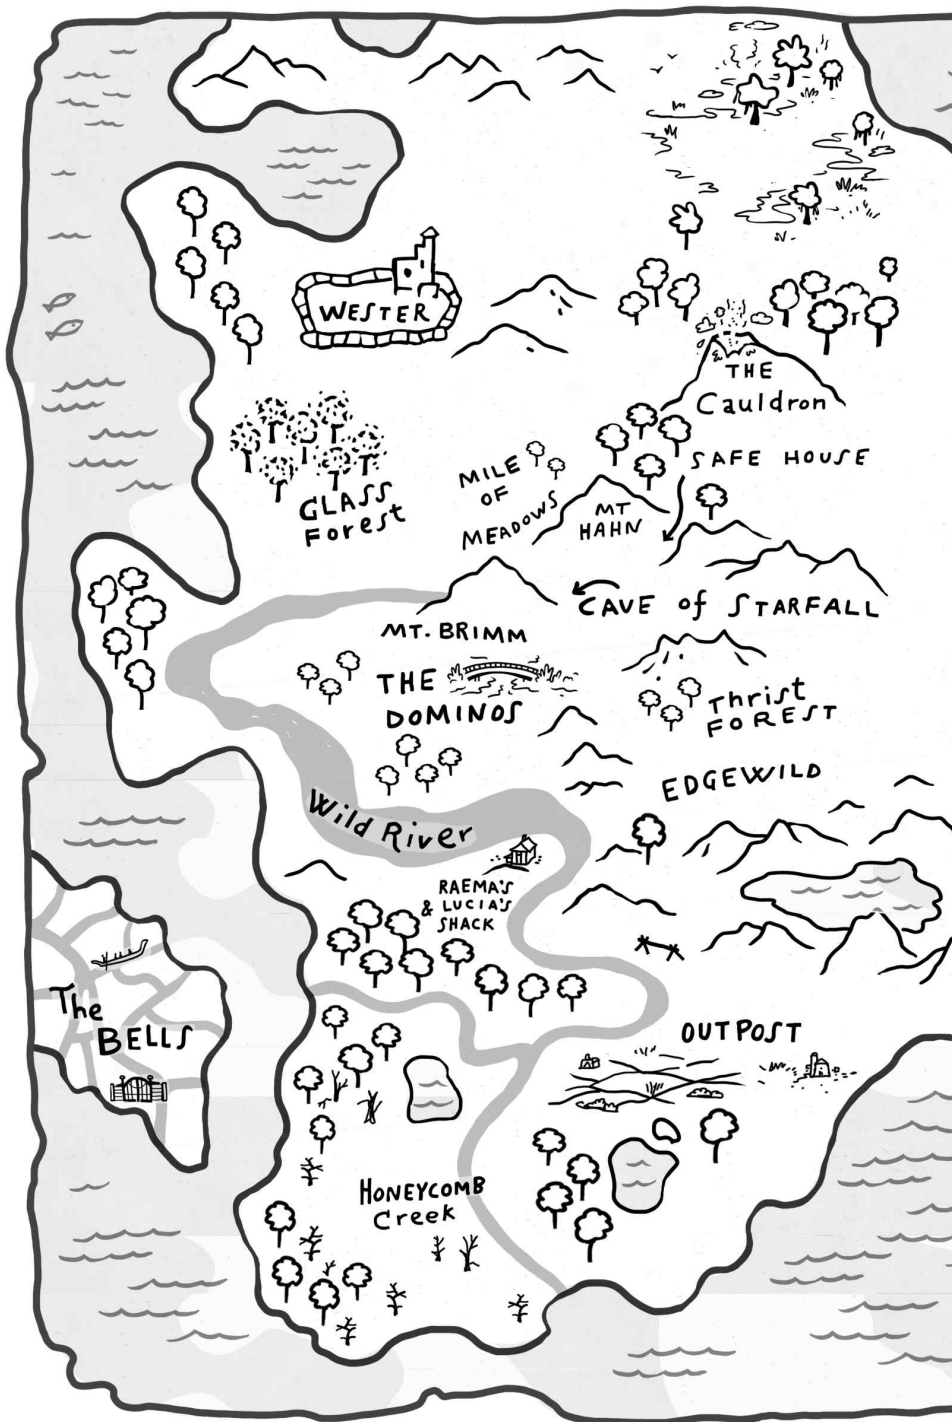 WESTER
THE
Cauldron
GLASS
Forest
MILE
OF
MEADOWS
MT
HAHN
SAFE HOUSE
CAVE of STARFALL
MT. BRIMM
THE
DOMINOS
Thrist
FOREST
EDGEWILD
Wild River
RAEMA'S
& LUCIA'S
SHACK
The
BELLS
OUTPOST
HONEYCOMB
Creek